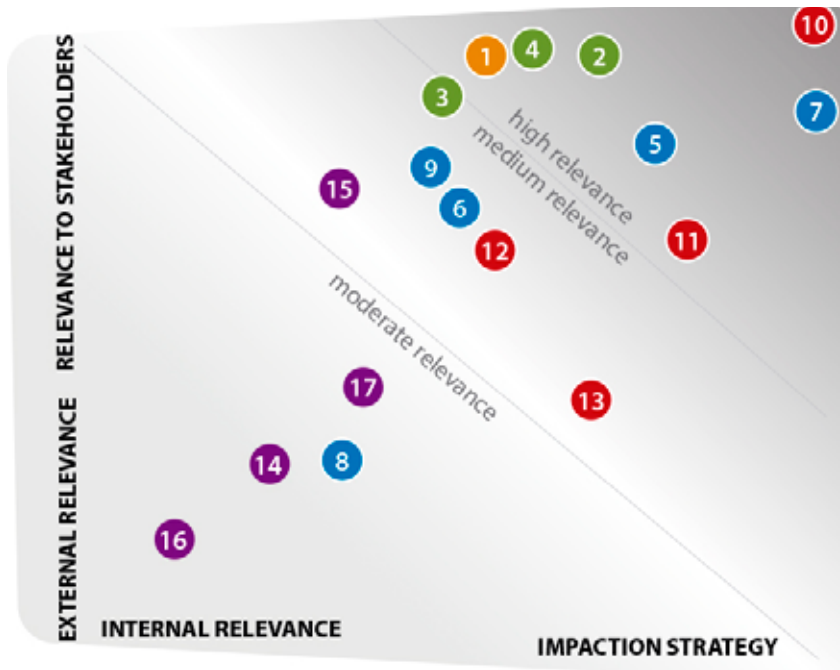 RELEVANCE TO STAKEHOLDERS
EXTERNAL RELEVANCE
10
4
1
2
3
7
5
high relevance
medium relevance
9
15
6
11
12
moderate relevance
17
13
8
14
16
INTERNAL RELEVANCE
IMPACTION STRATEGY